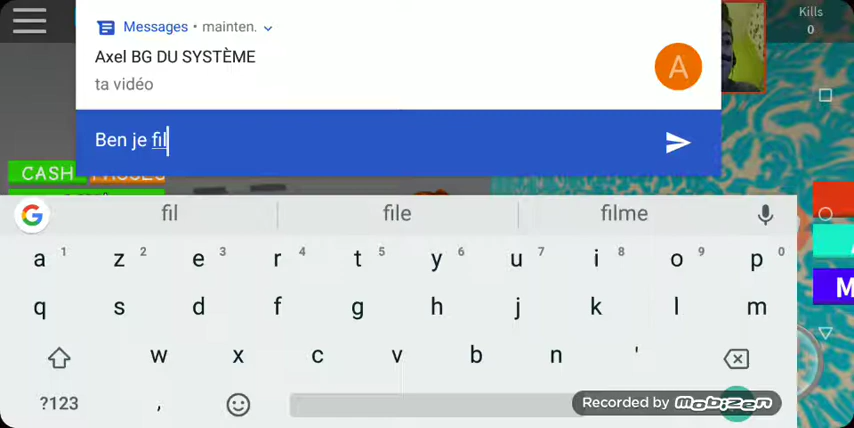 Messages • mainten.
Kills
0
Axel BG DU SYSTÈME
A
ta vidéo
Ben je fil
CASH
G
fil file filme
a 1 z 2 e 3 r 4 t 5 y 6 u 7 i 8 o 9 p 0
q s d f g h j k l m
M
w x c v b n '
?123 ,
Recorded by mobizen